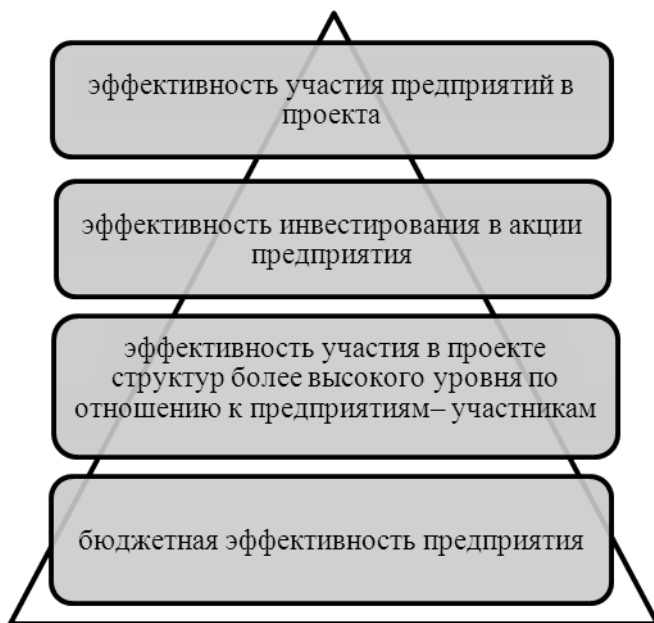 эффективность участия предприятий в
проекта
эффективность инвестирования в акции
предприятия
эффективность участия в проекте
структур более высокого уровня по
отношению к предприятиям– участникам
бюджетная эффективность предприятия